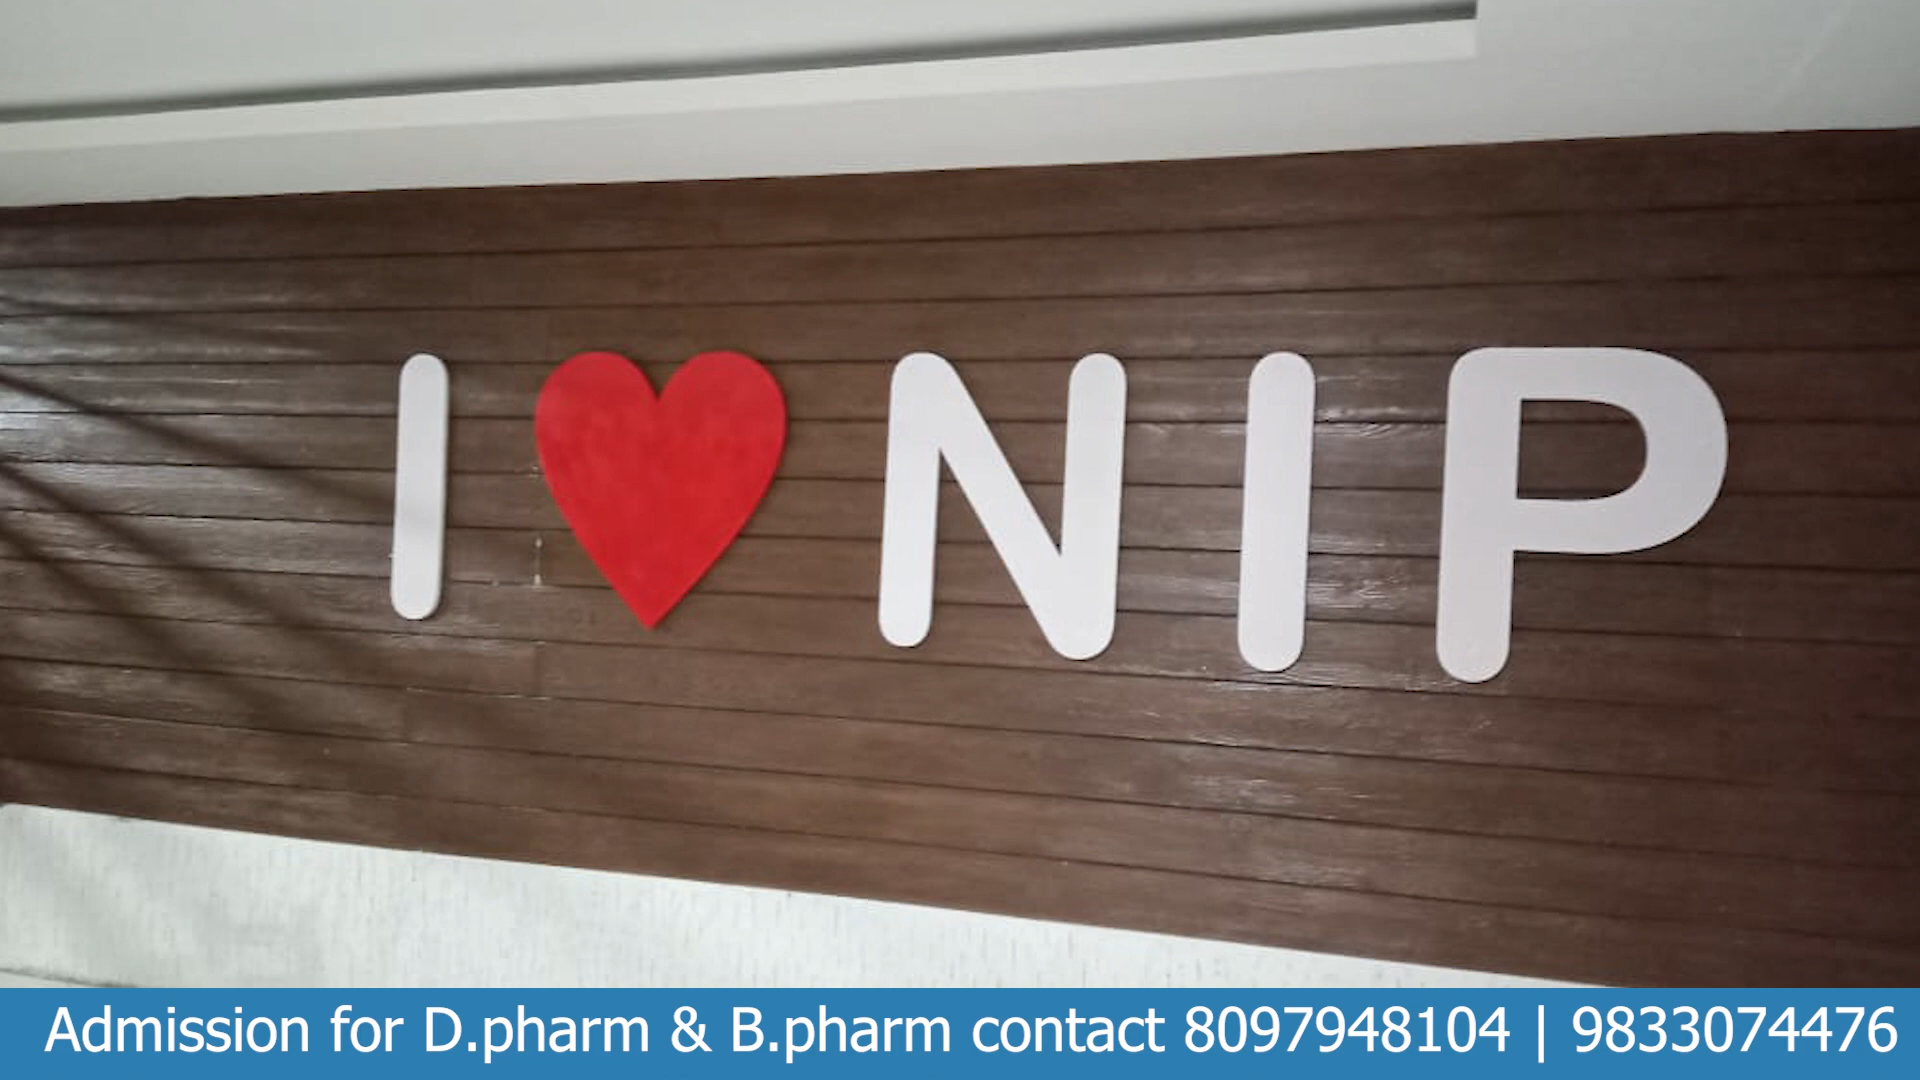 I ❤ NIP
Admission for D.pharm & B.pharm contact 8097948104 | 9833074476